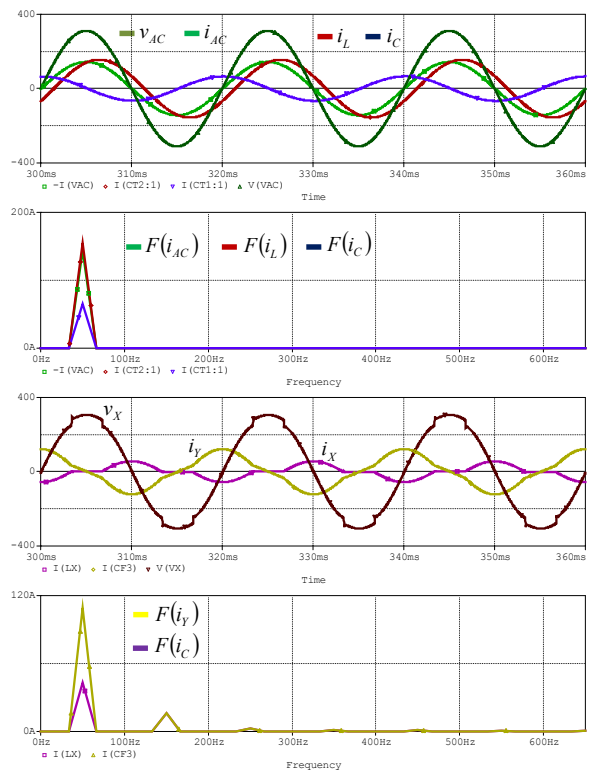 400
v_AC i_AC i_L i_C
0
-400
300ms 310ms 320ms 330ms 340ms 350ms 360ms
-I(VAC) I(CT2:1) I(CT1:1) V(VAC)
Time
200A
F(i_AC) F(i_L) F(i_C)
0A
0Hz 100Hz 200Hz 300Hz 400Hz 500Hz 600Hz
-I(VAC) I(CT2:1) I(CT1:1)
Frequency
400
v_X
i_Y i_X
0
-400
300ms 310ms 320ms 330ms 340ms 350ms 360ms
I(LX) I(CF3) V(VX)
Time
120A
F(i_Y)
F(i_C)
0A
0Hz 100Hz 200Hz 300Hz 400Hz 500Hz 600Hz
I(LX) I(CF3)
Frequency